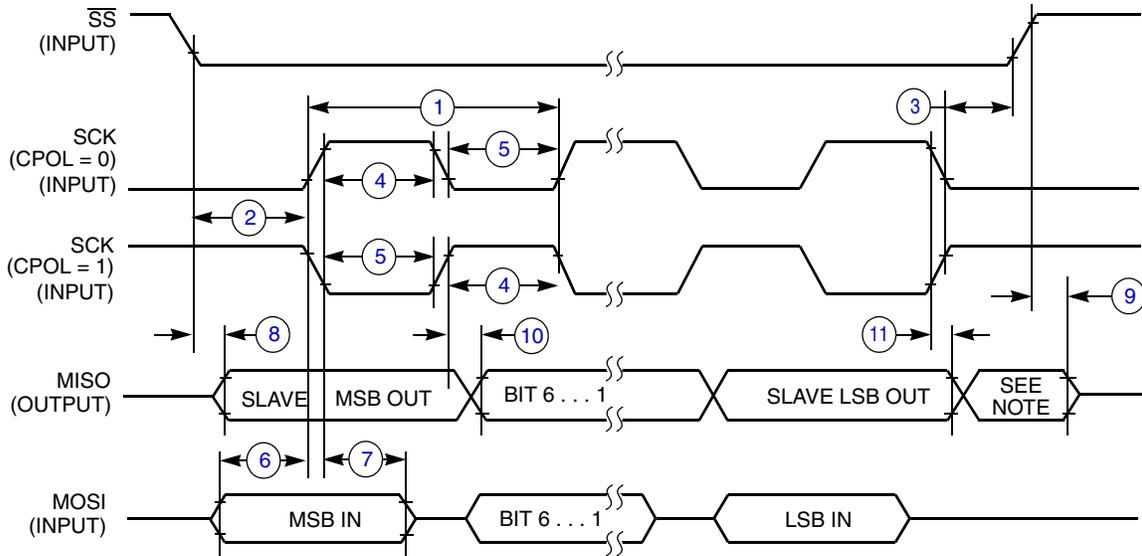 SS
(INPUT)
1
3
SCK
(CPOL = 0)
(INPUT)
5
4
2
SCK
(CPOL = 1)
(INPUT)
5
4
9
8
10
11
MISO
(OUTPUT)
SLAVE MSB OUT
BIT 6 . . . 1
SLAVE LSB OUT
SEE
NOTE
6
7
MOSI
(INPUT)
MSB IN
BIT 6 . . . 1
LSB IN